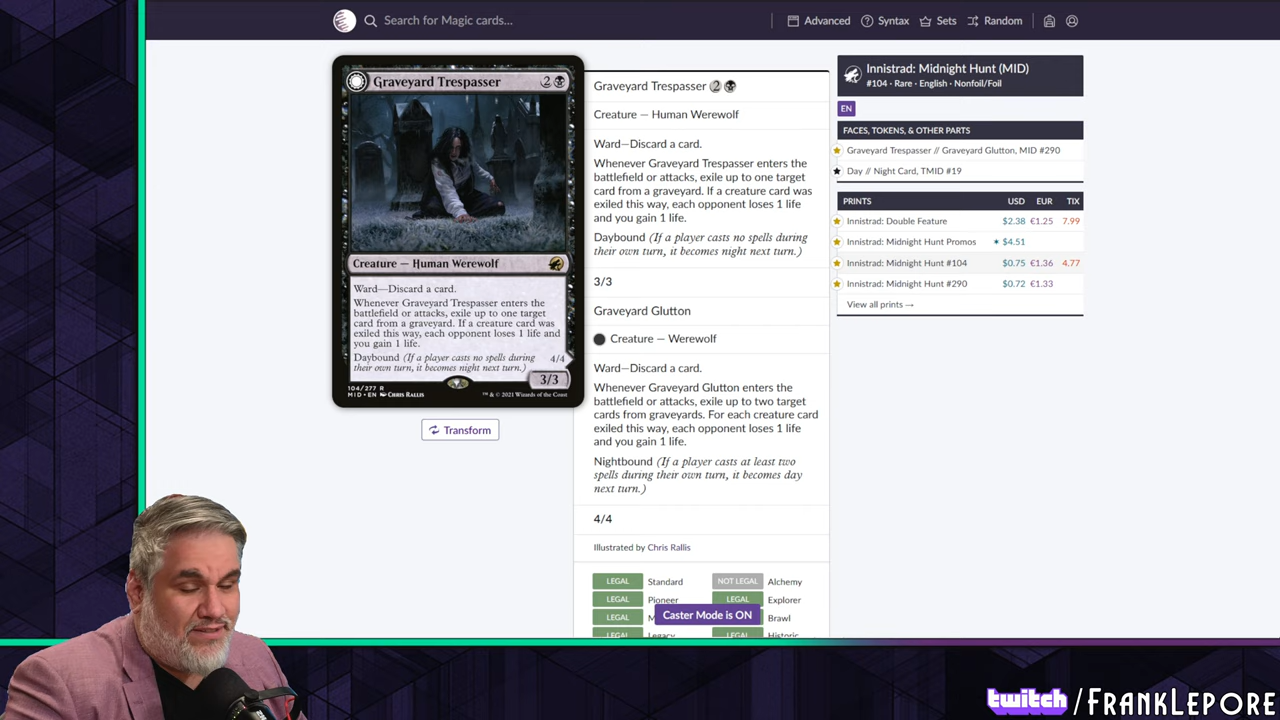 Search for Magic cards...
Advanced
Syntax
Sets
Random
Graveyard Trespasser 2
Creature — Human Werewolf
Ward—Discard a card.
Whenever Graveyard Trespasser enters the
battlefield or attacks, exile up to one target
card from a graveyard. If a creature card was
exiled this way, each opponent loses 1 life and
you gain 1 life.
Daybound (If a player casts no spells during
their own turn, it becomes night next turn.)
4/4
3/3
104/277 R
MID • EN CHRIS RALLIS
™ & © 2021 Wizards of the Coast
Transform
Graveyard Trespasser 2
Creature — Human Werewolf
Ward—Discard a card.
Whenever Graveyard Trespasser enters the
battlefield or attacks, exile up to one target
card from a graveyard. If a creature card was
exiled this way, each opponent loses 1 life
and you gain 1 life.
Daybound (If a player casts no spells during
their own turn, it becomes night next turn.)
3/3
Graveyard Glutton
Creature — Werewolf
Ward—Discard a card.
Whenever Graveyard Glutton enters the
battlefield or attacks, exile up to two target
cards from graveyards. For each creature card
exiled this way, each opponent loses 1 life
and you gain 1 life.
Nightbound (If a player casts at least two
spells during their own turn, it becomes day
next turn.)
4/4
Illustrated by Chris Rallis
LEGAL Standard NOT LEGAL Alchemy
LEGAL Pioneer LEGAL Explorer
LEGAL Brawl
LEGAL Legacy LEGAL Historic
Caster Mode is ON
Innistrad: Midnight Hunt (MID)
#104 · Rare · English · Nonfoil/Foil
EN
FACES, TOKENS, & OTHER PARTS
Graveyard Trespasser // Graveyard Glutton, MID #290
Day // Night Card, TMID #19
PRINTS USD EUR TIX
Innistrad: Double Feature $2.38 €1.25 7.99
Innistrad: Midnight Hunt Promos $4.51
Innistrad: Midnight Hunt #104 $0.75 €1.36 4.77
Innistrad: Midnight Hunt #290 $0.72 €1.33
View all prints →
twitch/FRANKLEPORE